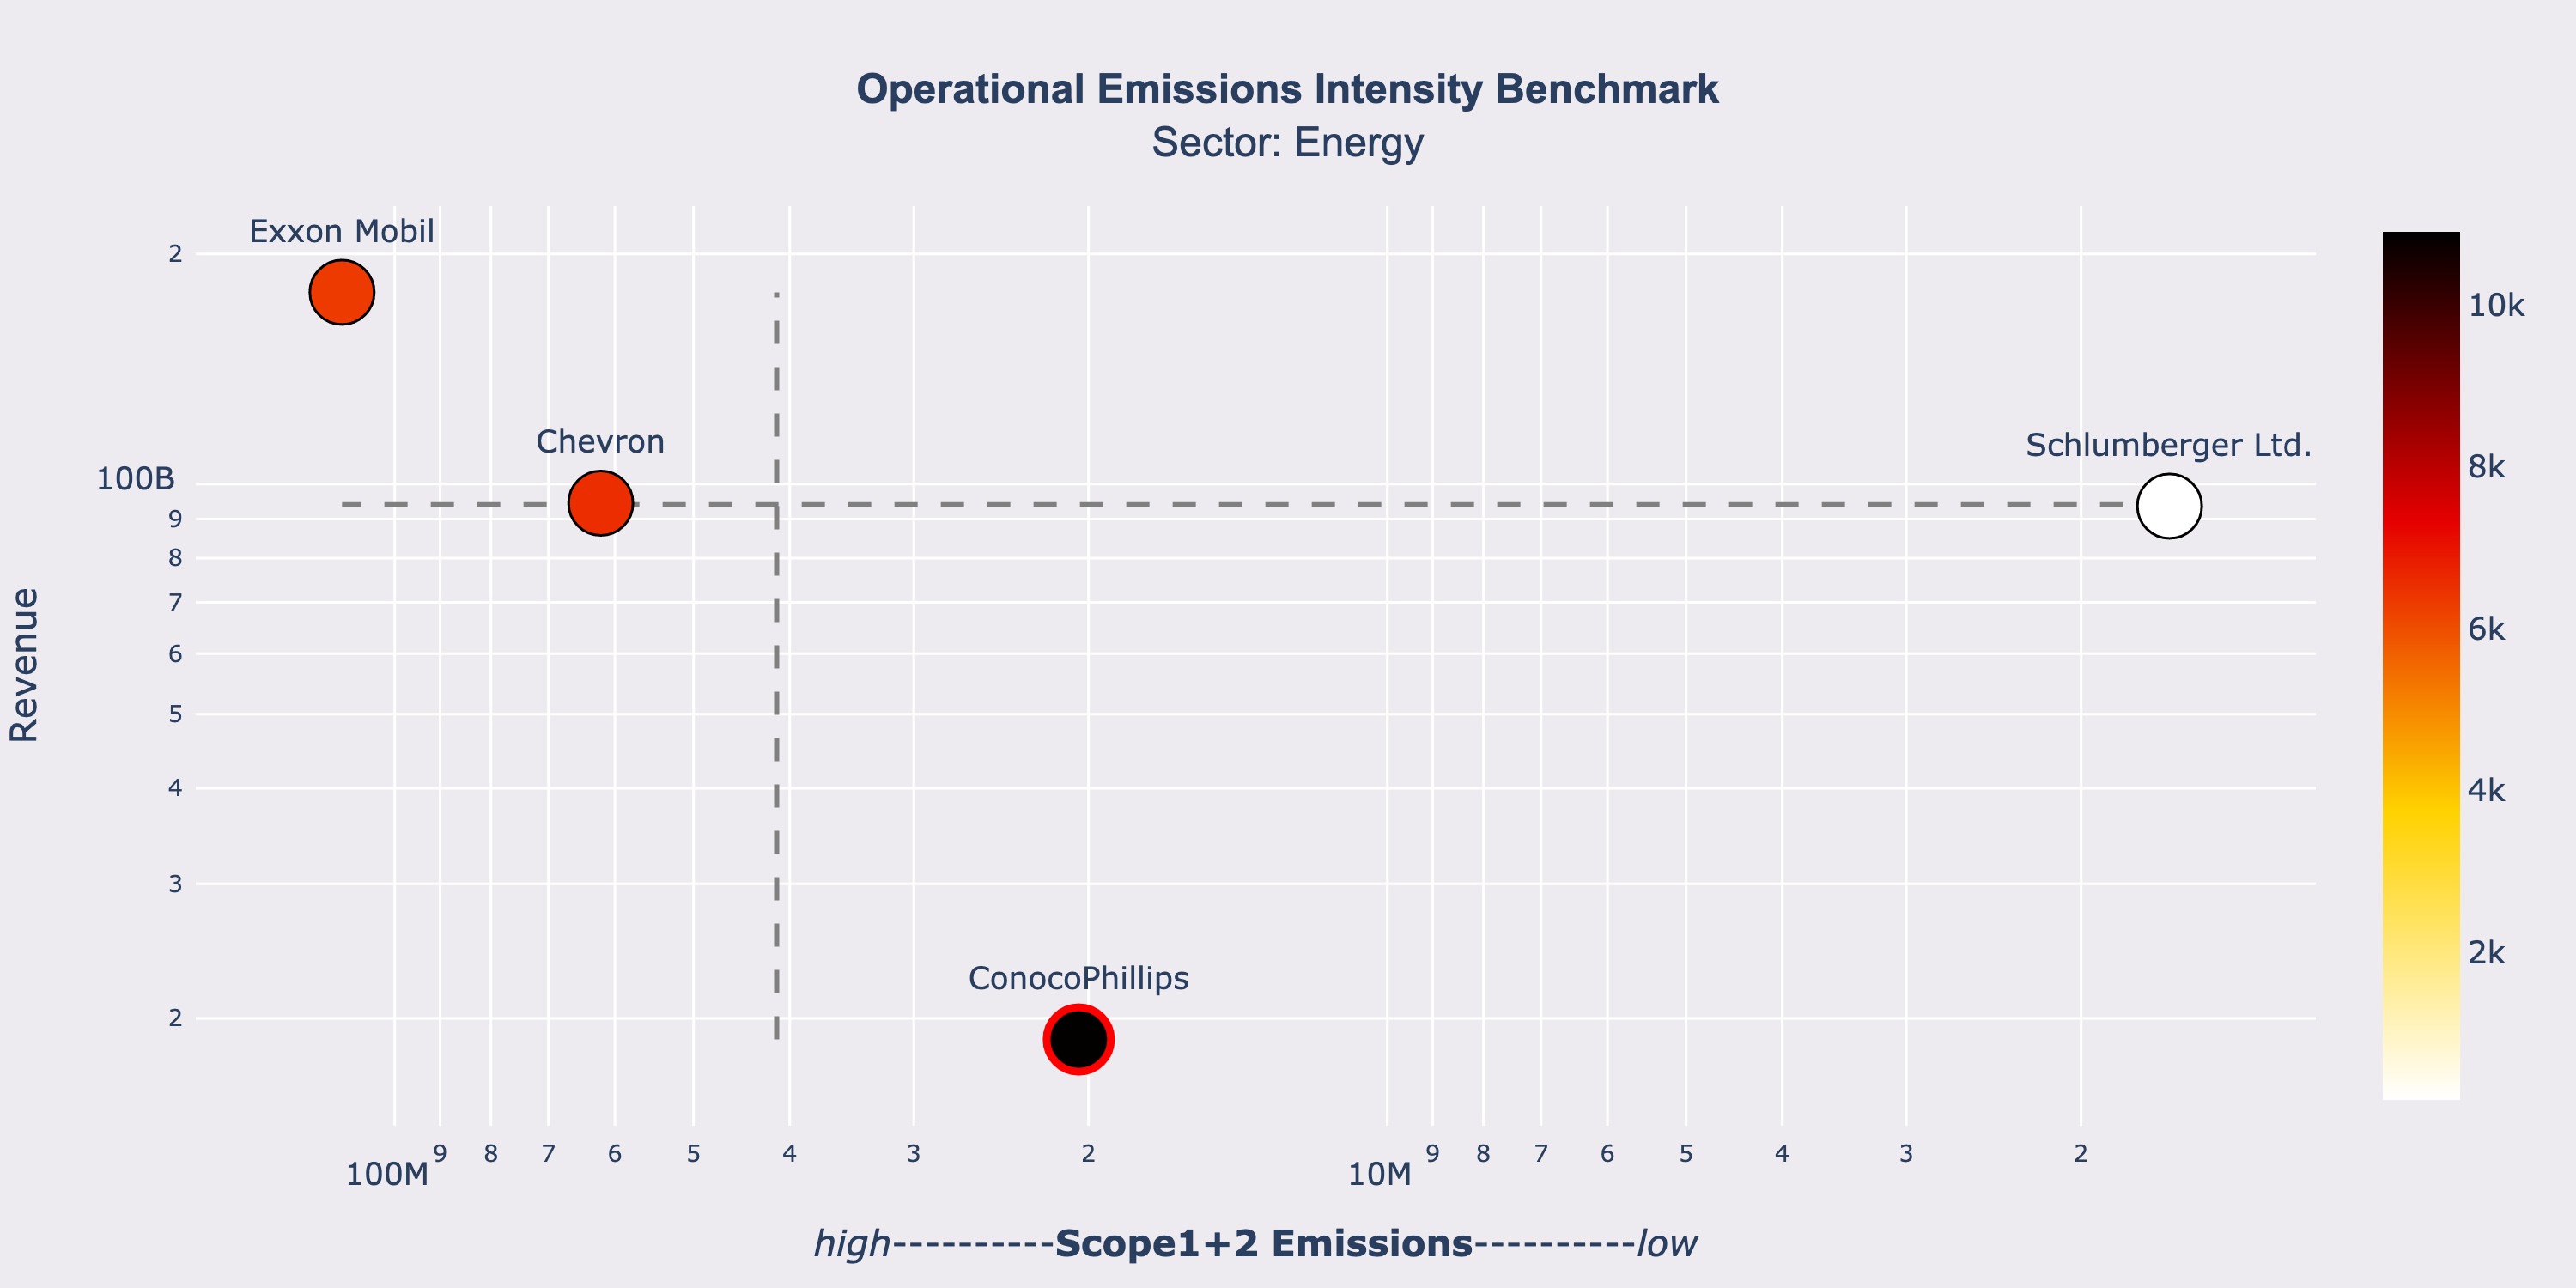 Operational Emissions Intensity Benchmark
Sector: Energy
Exxon Mobil
Chevron
Schlumberger Ltd.
ConocoPhillips
Revenue
2
100B
9
8
7
6
5
4
3
2
100M 9 8 7 6 5 4 3 2 10M 9 8 7 6 5 4 3 2
high----------Scope1+2 Emissions----------low
10k
8k
6k
4k
2k